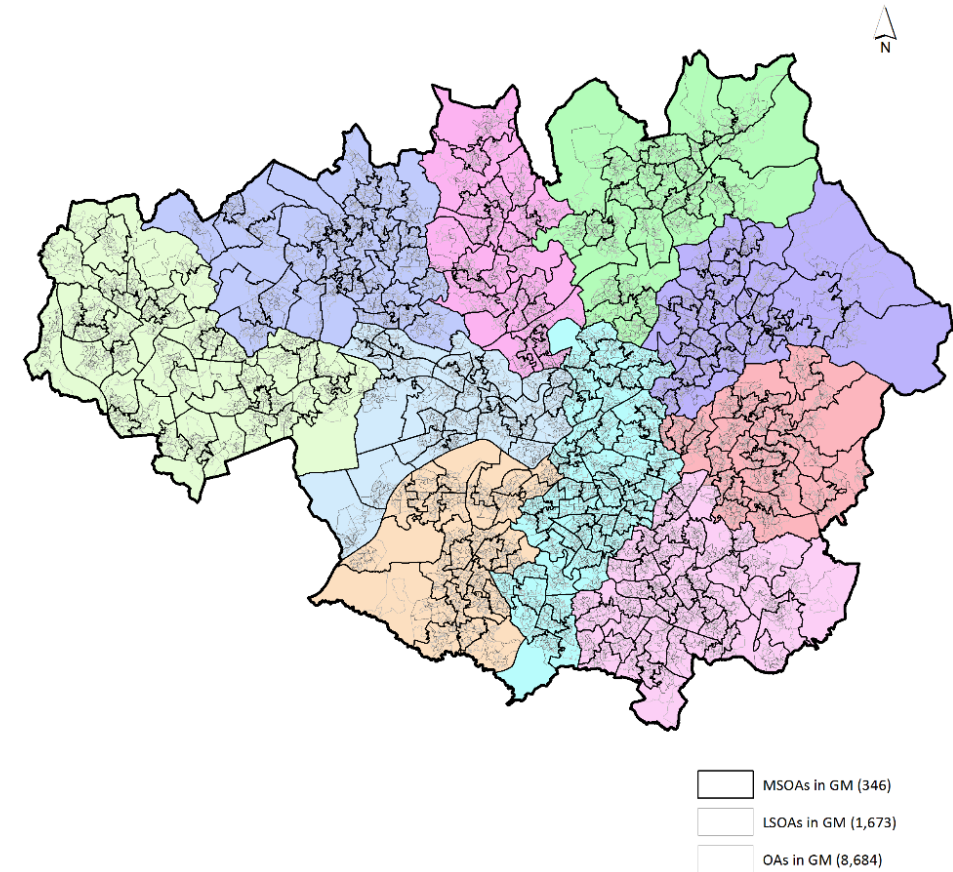 N
MSOAs in GM (346)
LSOAs in GM (1,673)
OAs in GM (8,684)